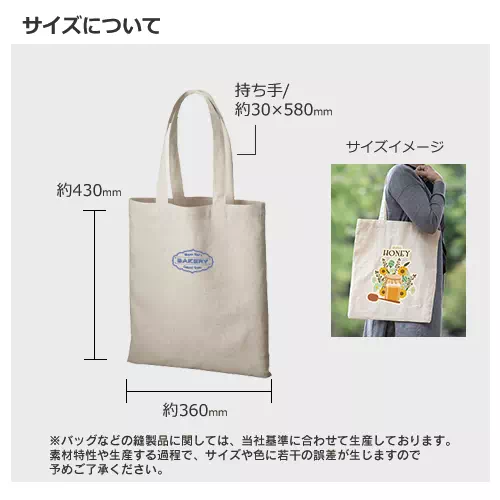 サイズについて
持ち手/
約30×580mm
サイズイメージ
約430mm
BAKERY
HONEY
約360mm
※バッグなどの縫製品に関しては、当社基準に合わせて生産しております。
素材特性や生産する過程で、サイズや色に若干の誤差が生じますので
予めご了承ください。